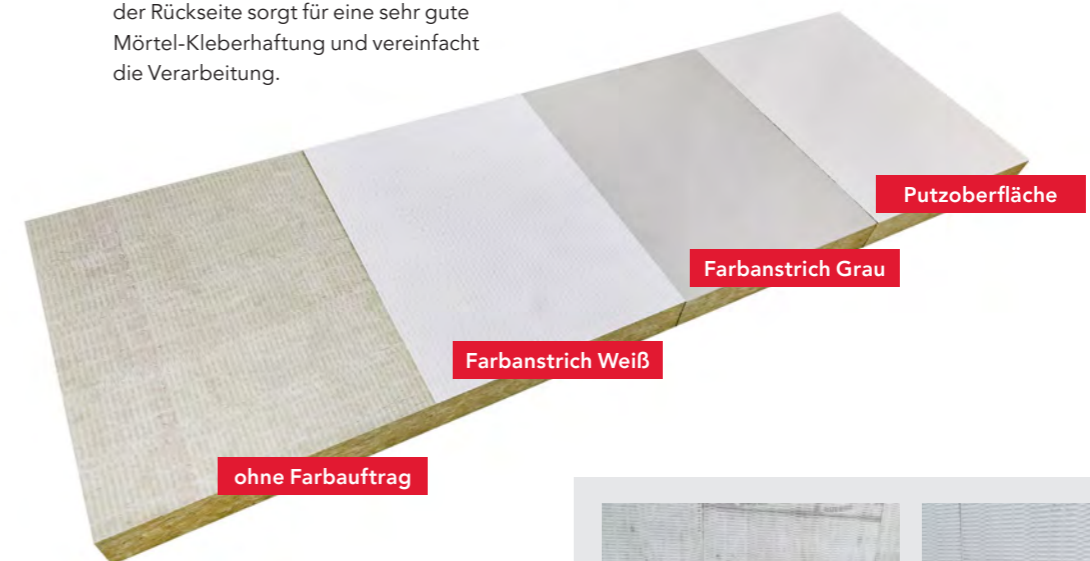 der Rückseite sorgt für eine sehr gute
Mörtel-Kleberhaftung und vereinfacht
die Verarbeitung.
Putzoberfläche
Farbanstrich Grau
Farbanstrich Weiß
ohne Farbauftrag